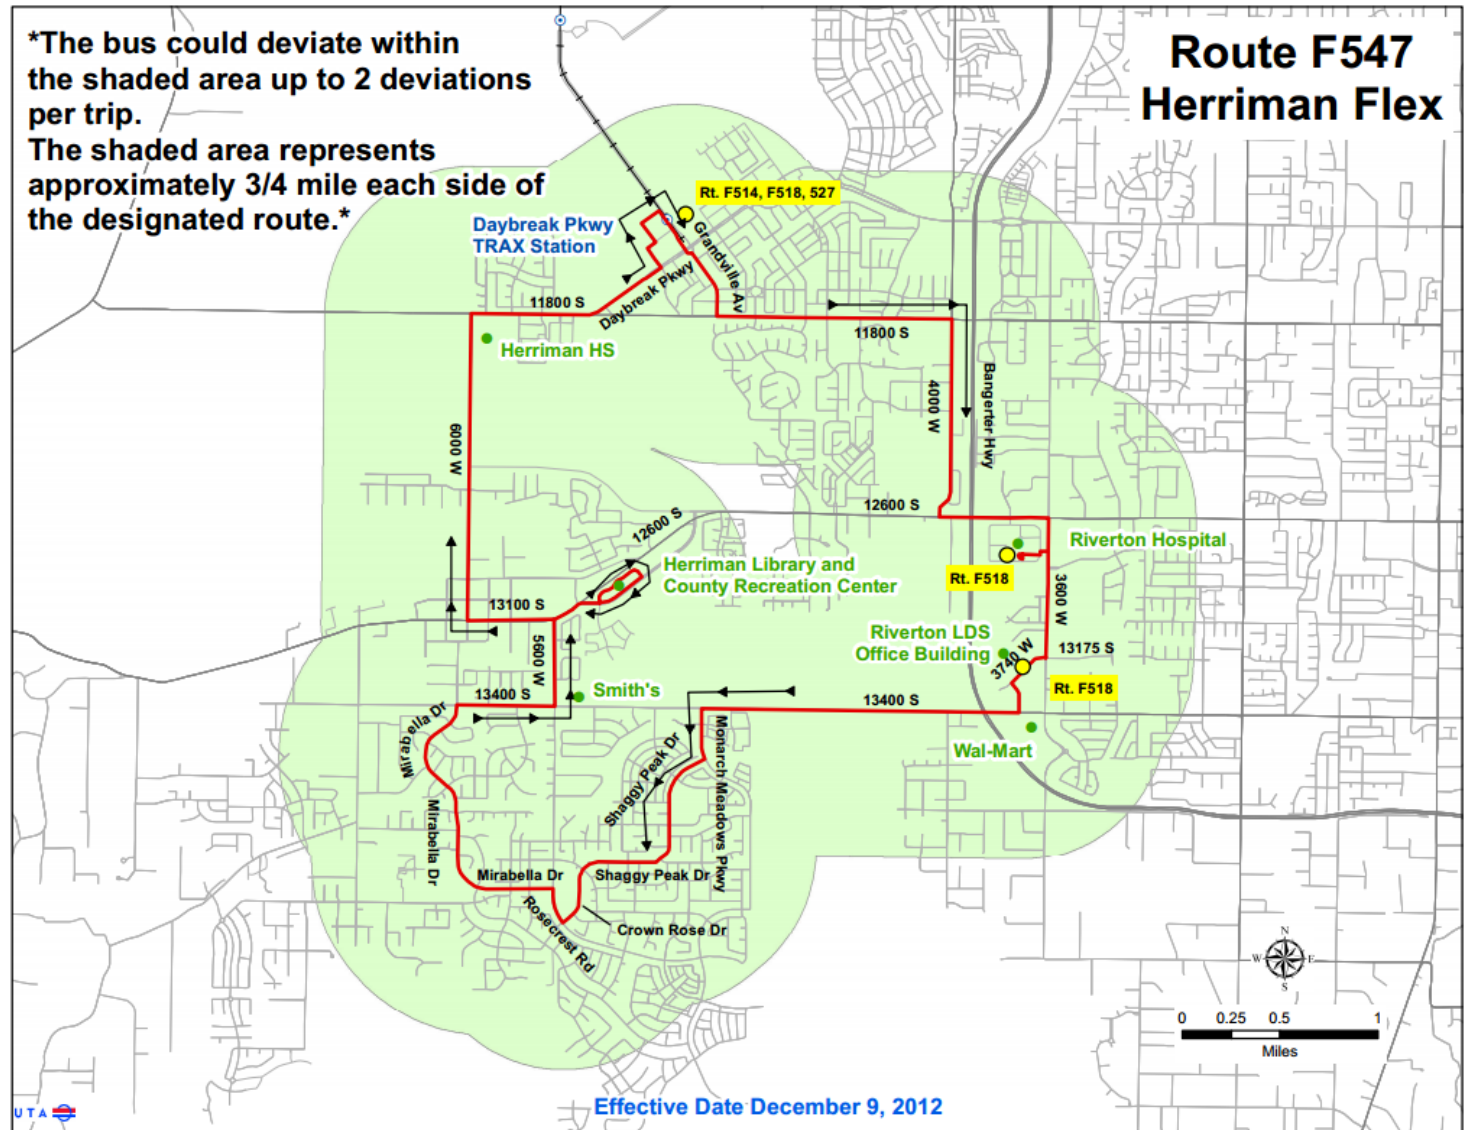 *The bus could deviate within
the shaded area up to 2 deviations
per trip.
The shaded area represents
approximately 3/4 mile each side of
the designated route.*
Route F547
Herriman Flex
Rt. F514, F518, 527
Daybreak Pkwy
TRAX Station
Grandville Av
Daybreak Pkwy
11800 S
11800 S
Herriman HS
4000 W
Bangerter Hwy
6000 W
12600 S
12600 S
Riverton Hospital
Herriman Library and
County Recreation Center
Rt. F518
3600 W
13100 S
5600 W
Riverton LDS
Office Building
3740 W
13175 S
Rt. F518
13400 S
Smith's
13400 S
Mirabella Dr
Shaggy Peak Dr
Monarch Meadows Pkwy
Wal-Mart
Mirabella Dr
Mirabella Dr
Shaggy Peak Dr
Rosecrest Rd
Crown Rose Dr
N
W
E
S
0 0.25 0.5 1
Miles
UTA
Effective Date December 9, 2012